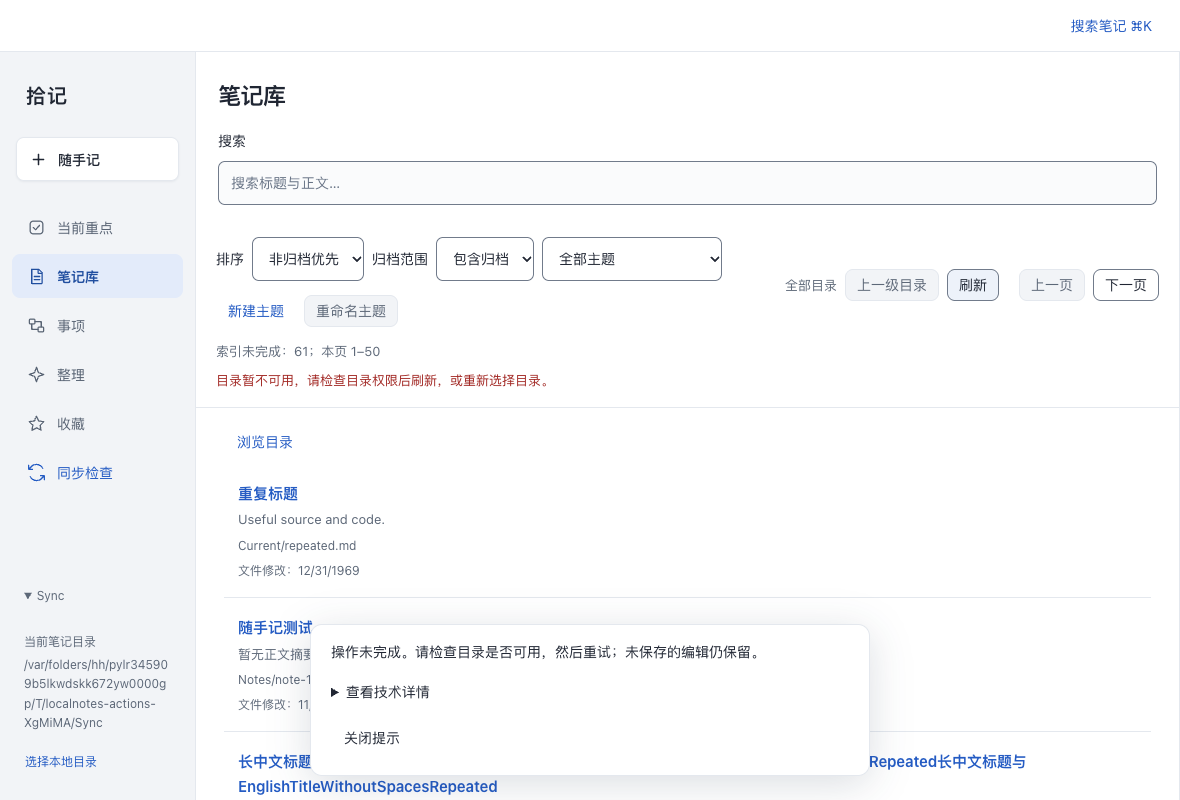 搜索笔记 ⌘K
拾记
随手记
当前重点
笔记库
事项
整理
收藏
同步检查
Sync
当前笔记目录
/var/folders/hh/pylr34590
9b5lkwdskk672yw0000g
p/T/localnotes-actions-
XgMiMA/Sync
选择本地目录
笔记库
搜索
搜索标题与正文...
排序 非归档优先 归档范围 包含归档 全部主题
全部目录 上一级目录 刷新 上一页 下一页
新建主题 重命名主题
索引未完成：61；本页 1–50
目录暂不可用，请检查目录权限后刷新，或重新选择目录。
浏览目录
重复标题
Useful source and code.
Current/repeated.md
文件修改：12/31/1969
随手记测试
暂无正文摘要
Notes/note-1
文件修改：11/
长中文标题
Repeated长中文标题与
EnglishTitleWithoutSpacesRepeated
操作未完成。请检查目录是否可用，然后重试；未保存的编辑仍保留。
查看技术详情
关闭提示